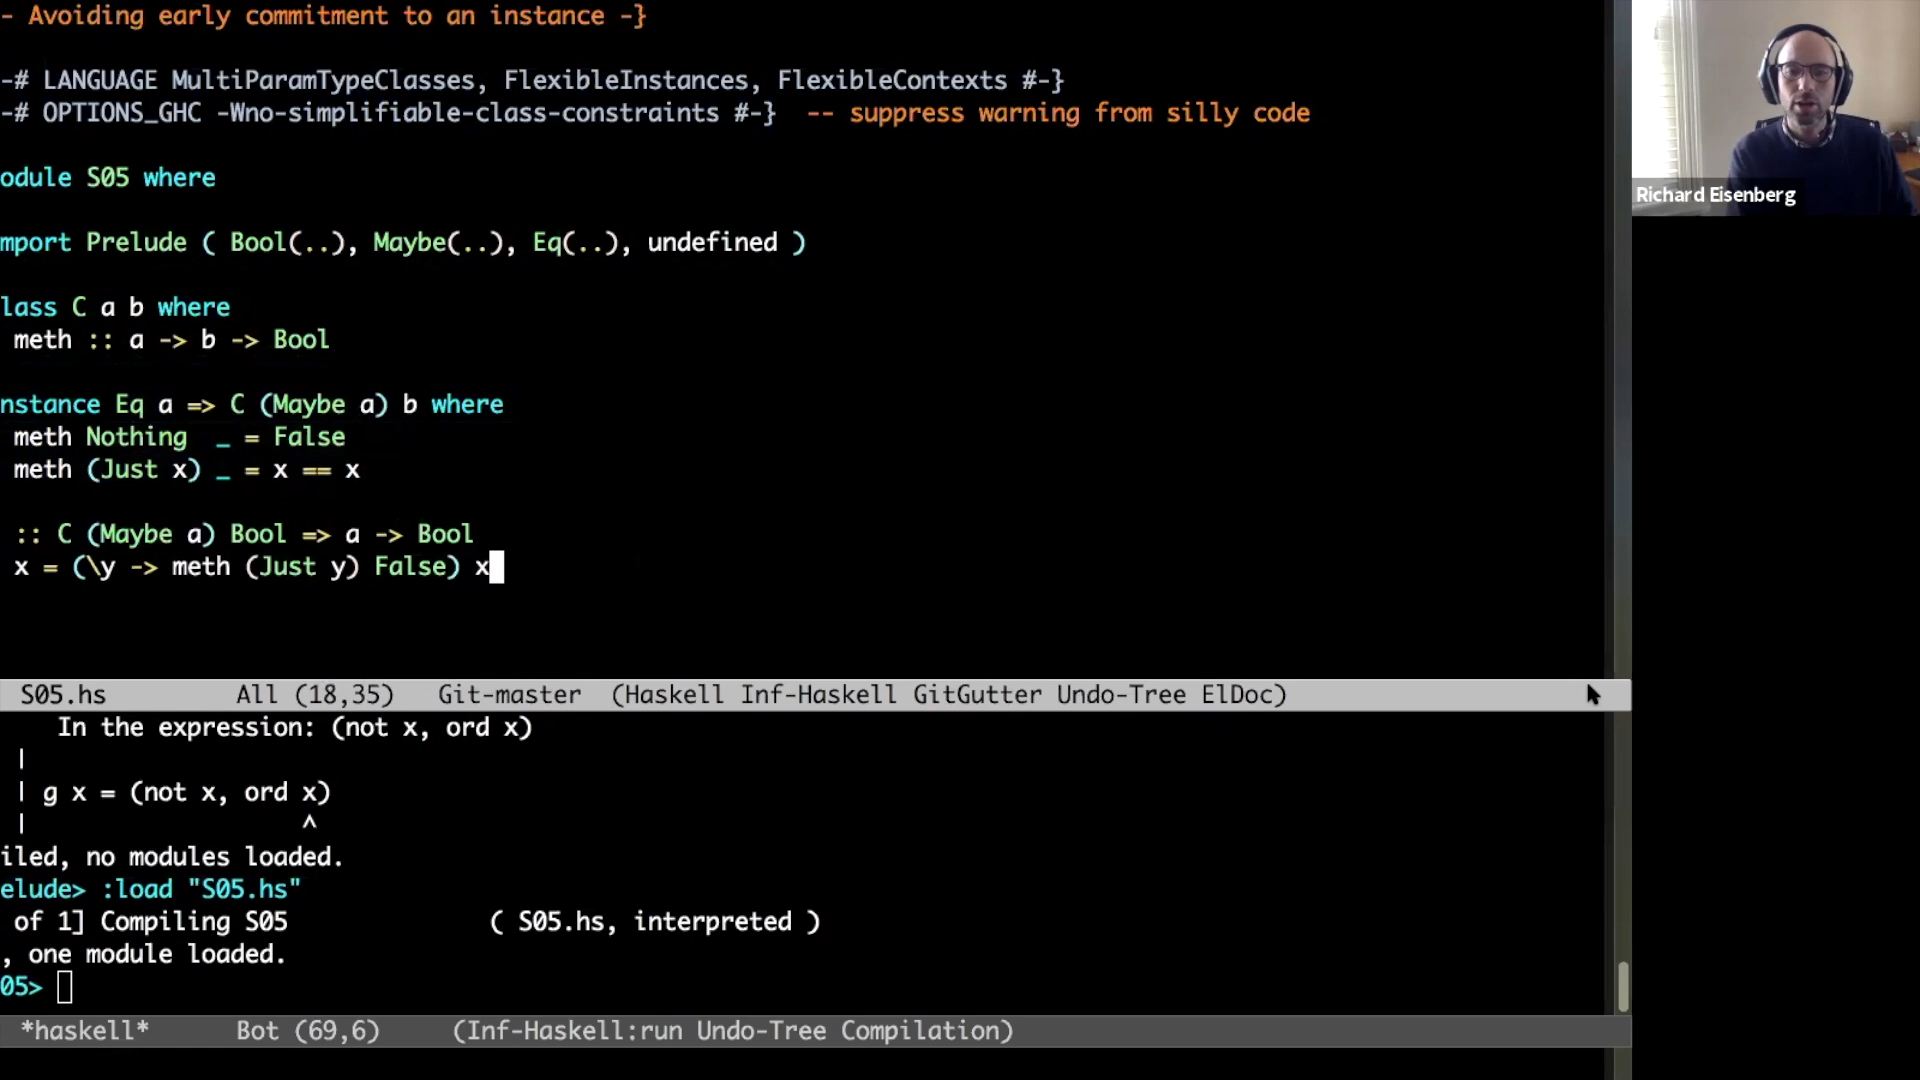 - Avoiding early commitment to an instance -}
-# LANGUAGE MultiParamTypeClasses, FlexibleInstances, FlexibleContexts #-}
-# OPTIONS_GHC -Wno-simplifiable-class-constraints #-}  -- suppress warning from silly code
odule S05 where
mport Prelude ( Bool(..), Maybe(..), Eq(..), undefined )
lass C a b where
meth :: a -> b -> Bool
nstance Eq a => C (Maybe a) b where
meth Nothing  _ = False
meth (Just x) _ = x == x
:: C (Maybe a) Bool => a -> Bool
x = (\y -> meth (Just y) False) x
S05.hs All (18,35) Git-master (Haskell Inf-Haskell GitGutter Undo-Tree ElDoc)
In the expression: (not x, ord x)
|
| g x = (not x, ord x)
| ^
iled, no modules loaded.
elude> :load "S05.hs"
of 1] Compiling S05 ( S05.hs, interpreted )
, one module loaded.
05>
*haskell* Bot (69,6) (Inf-Haskell:run Undo-Tree Compilation)
Richard Eisenberg